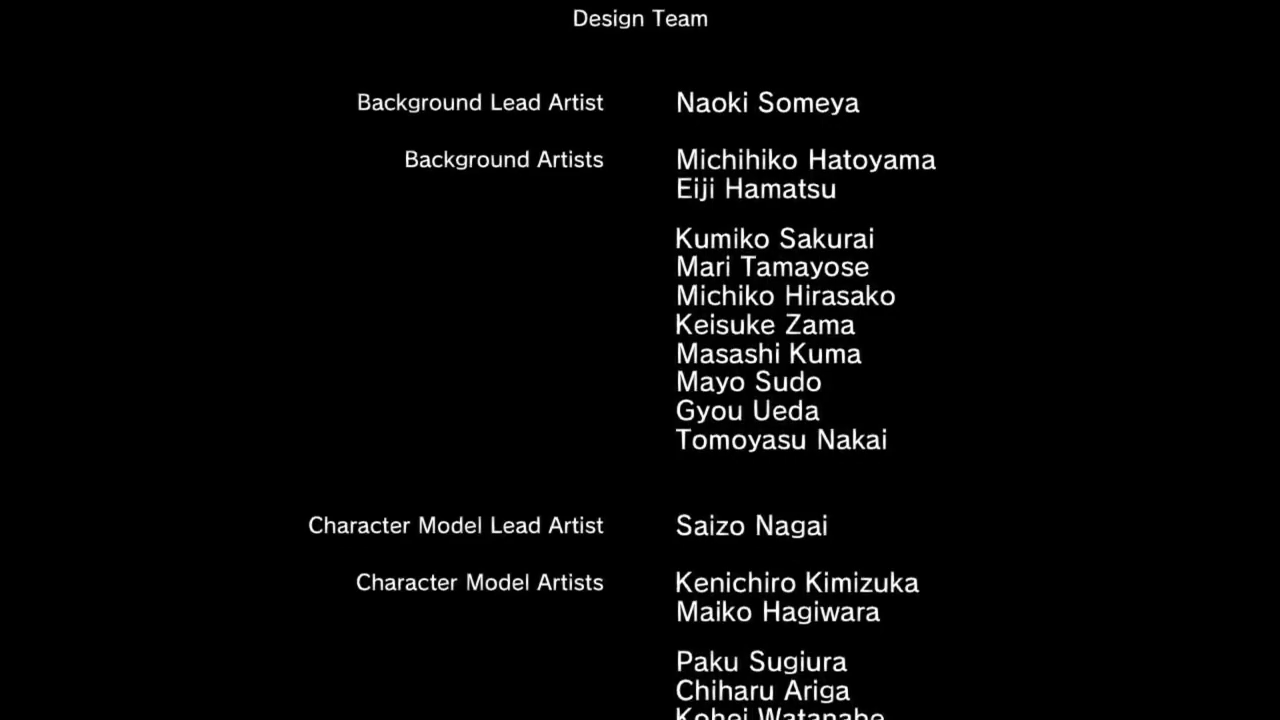 Design Team
Background Lead Artist Naoki Someya
Background Artists Michihiko Hatoyama
Eiji Hamatsu
Kumiko Sakurai
Mari Tamayose
Michiko Hirasako
Keisuke Zama
Masashi Kuma
Mayo Sudo
Gyou Ueda
Tomoyasu Nakai
Character Model Lead Artist Saizo Nagai
Character Model Artists Kenichiro Kimizuka
Maiko Hagiwara
Paku Sugiura
Chiharu Ariga
Kohei Watanabe